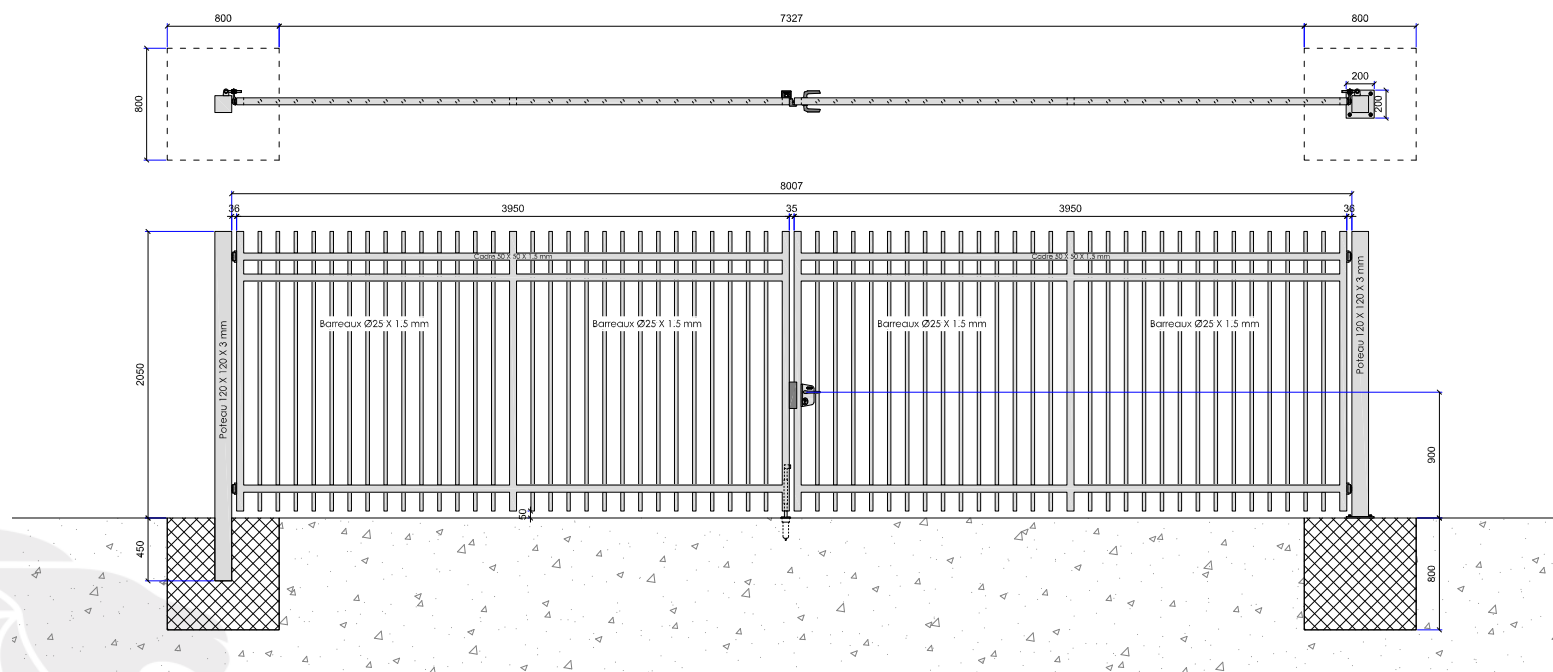 800
7327
800
800
200
200
8007
36
3950
35
3950
36
Cadre 50 X 50 X 1.5 mm
Cadre 50 X 50 X 1.5 mm
Barreaux Ø25 X 1.5 mm
Barreaux Ø25 X 1.5 mm
Barreaux Ø25 X 1.5 mm
Barreaux Ø25 X 1.5 mm
Poteau 120 X 120 X 3 mm
Poteau 120 X 120 X 3 mm
2050
900
50
450
800